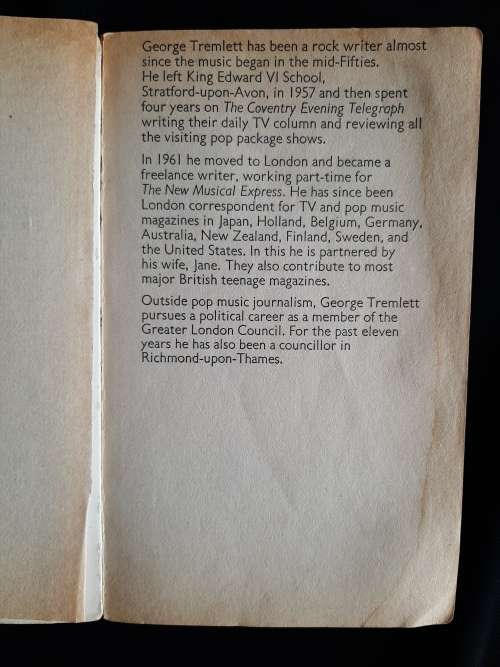 George Tremlett has been a rock writer almost
since the music began in the mid-Fifties.
He left King Edward VI School,
Stratford-upon-Avon, in 1957 and then spent
four years on The Coventry Evening Telegraph
writing their daily TV column and reviewing all
the visiting pop package shows.
In 1961 he moved to London and became a
freelance writer, working part-time for
The New Musical Express. He has since been
London correspondent for TV and pop music
magazines in Japan, Holland, Belgium, Germany,
Australia, New Zealand, Finland, Sweden, and
the United States. In this he is partnered by
his wife, Jane. They also contribute to most
major British teenage magazines.
Outside pop music journalism, George Tremlett
pursues a political career as a member of the
Greater London Council. For the past eleven
years he has also been a councillor in
Richmond-upon-Thames.